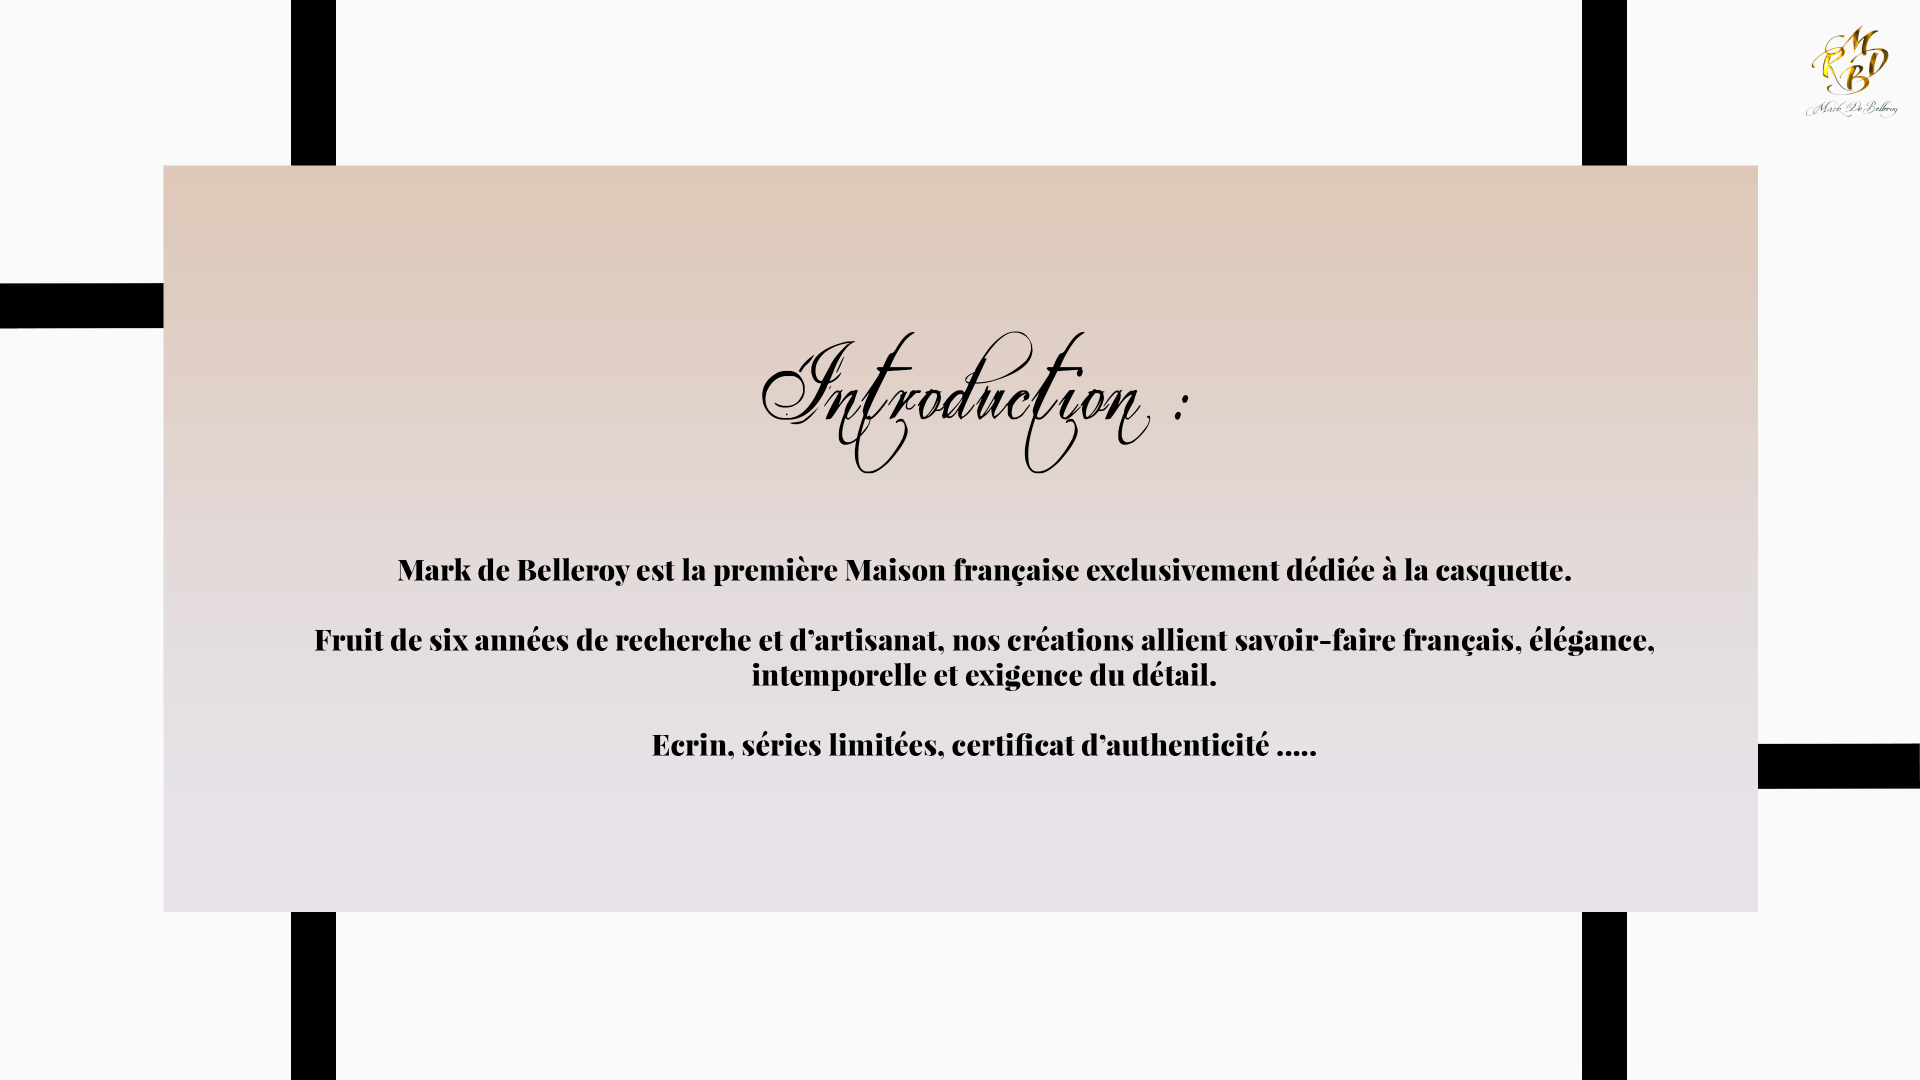 R M B D
Mark De Belleroy
Introduction :
Mark de Belleroy est la première Maison française exclusivement dédiée à la casquette.
Fruit de six années de recherche et d’artisanat, nos créations allient savoir-faire français, élégance,
intemporelle et exigence du détail.
Ecrin, séries limitées, certificat d’authenticité .....